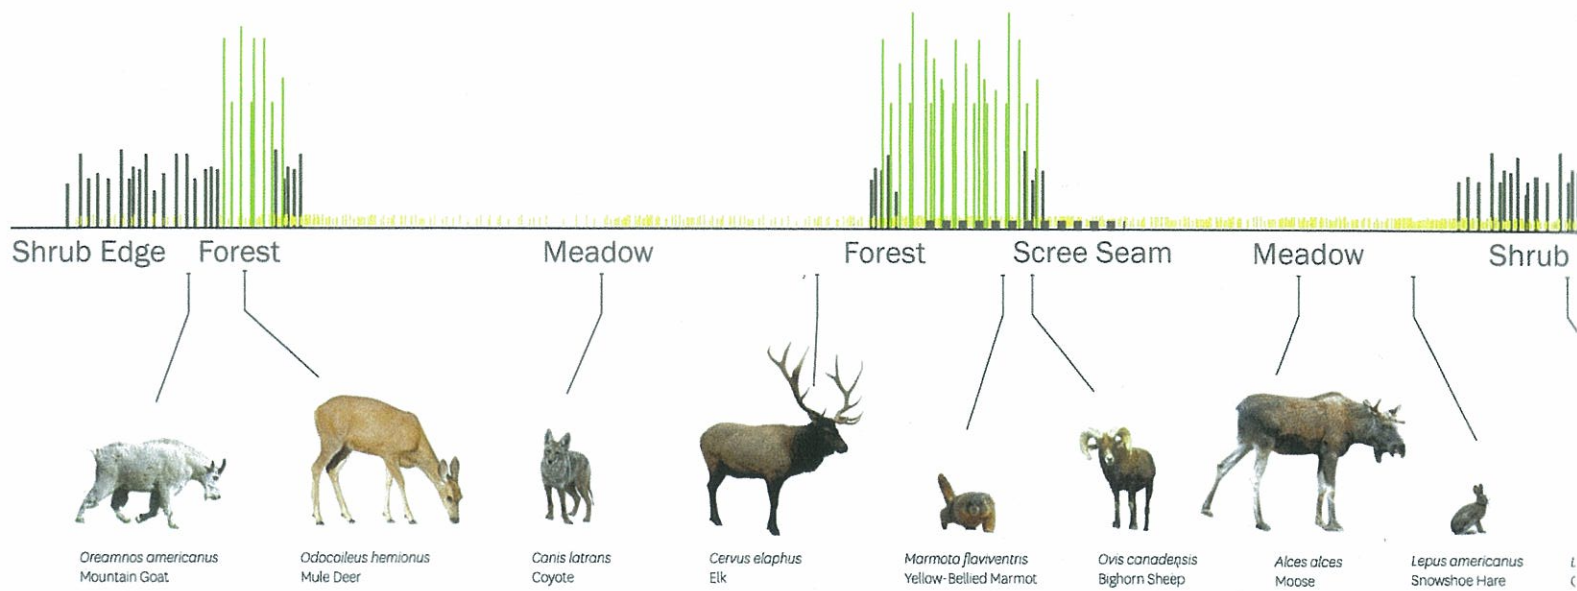 Shrub Edge Forest Meadow Forest Scree Seam Meadow Shrub
Oreamnos americanus
Mountain Goat
Odocoileus hemionus
Mule Deer
Canis latrans
Coyote
Cervus elaphus
Elk
Marmota flaviventris
Yellow-Bellied Marmot
Ovis canadensis
Bighorn Sheep
Alces alces
Moose
Lepus americanus
Snowshoe Hare